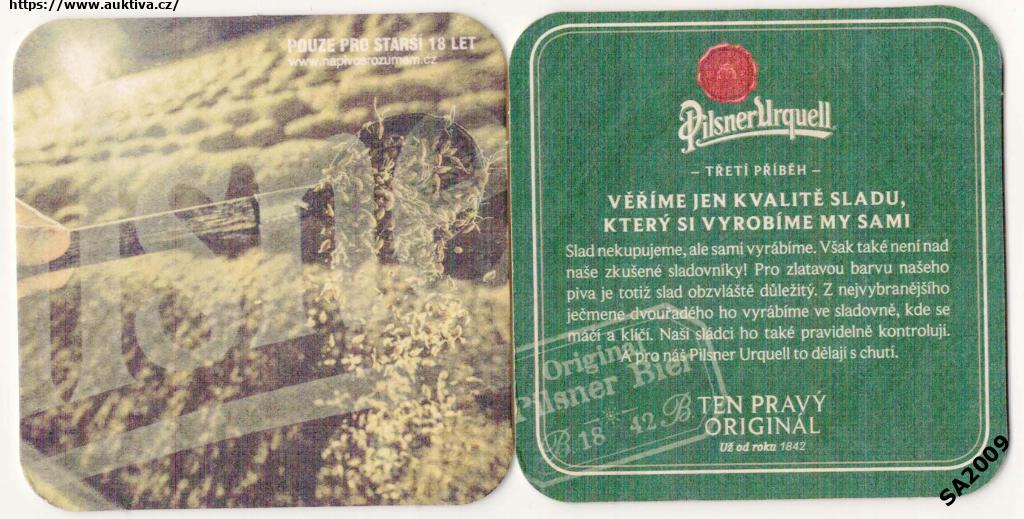 https://www.auktiva.cz/
POUZE PRO STARŠÍ 18 LET
www.napivosrozumem.cz
Pilsner Urquell
– TŘETÍ PŘÍBĚH –
VĚŘÍME JEN KVALITĚ SLADU,
KTERÝ SI VYROBÍME MY SAMI
Slad nekupujeme, ale sami vyrábíme. Však také není nad
naše zkušené sladovníky! Pro zlatavou barvu našeho
piva je totiž slad obzvláště důležitý. Z nejvybranějšího
ječmene dvouřadého ho vyrábíme ve sladovně, kde se
máčí a klíčí. Naši sládci ho také pravidelně kontrolují.
A pro náš Pilsner Urquell to dělají s chutí.
Original
Pilsner Bier
B. 18 42 B.
TEN PRAVÝ
ORIGINÁL
Už od roku 1842
SA2009